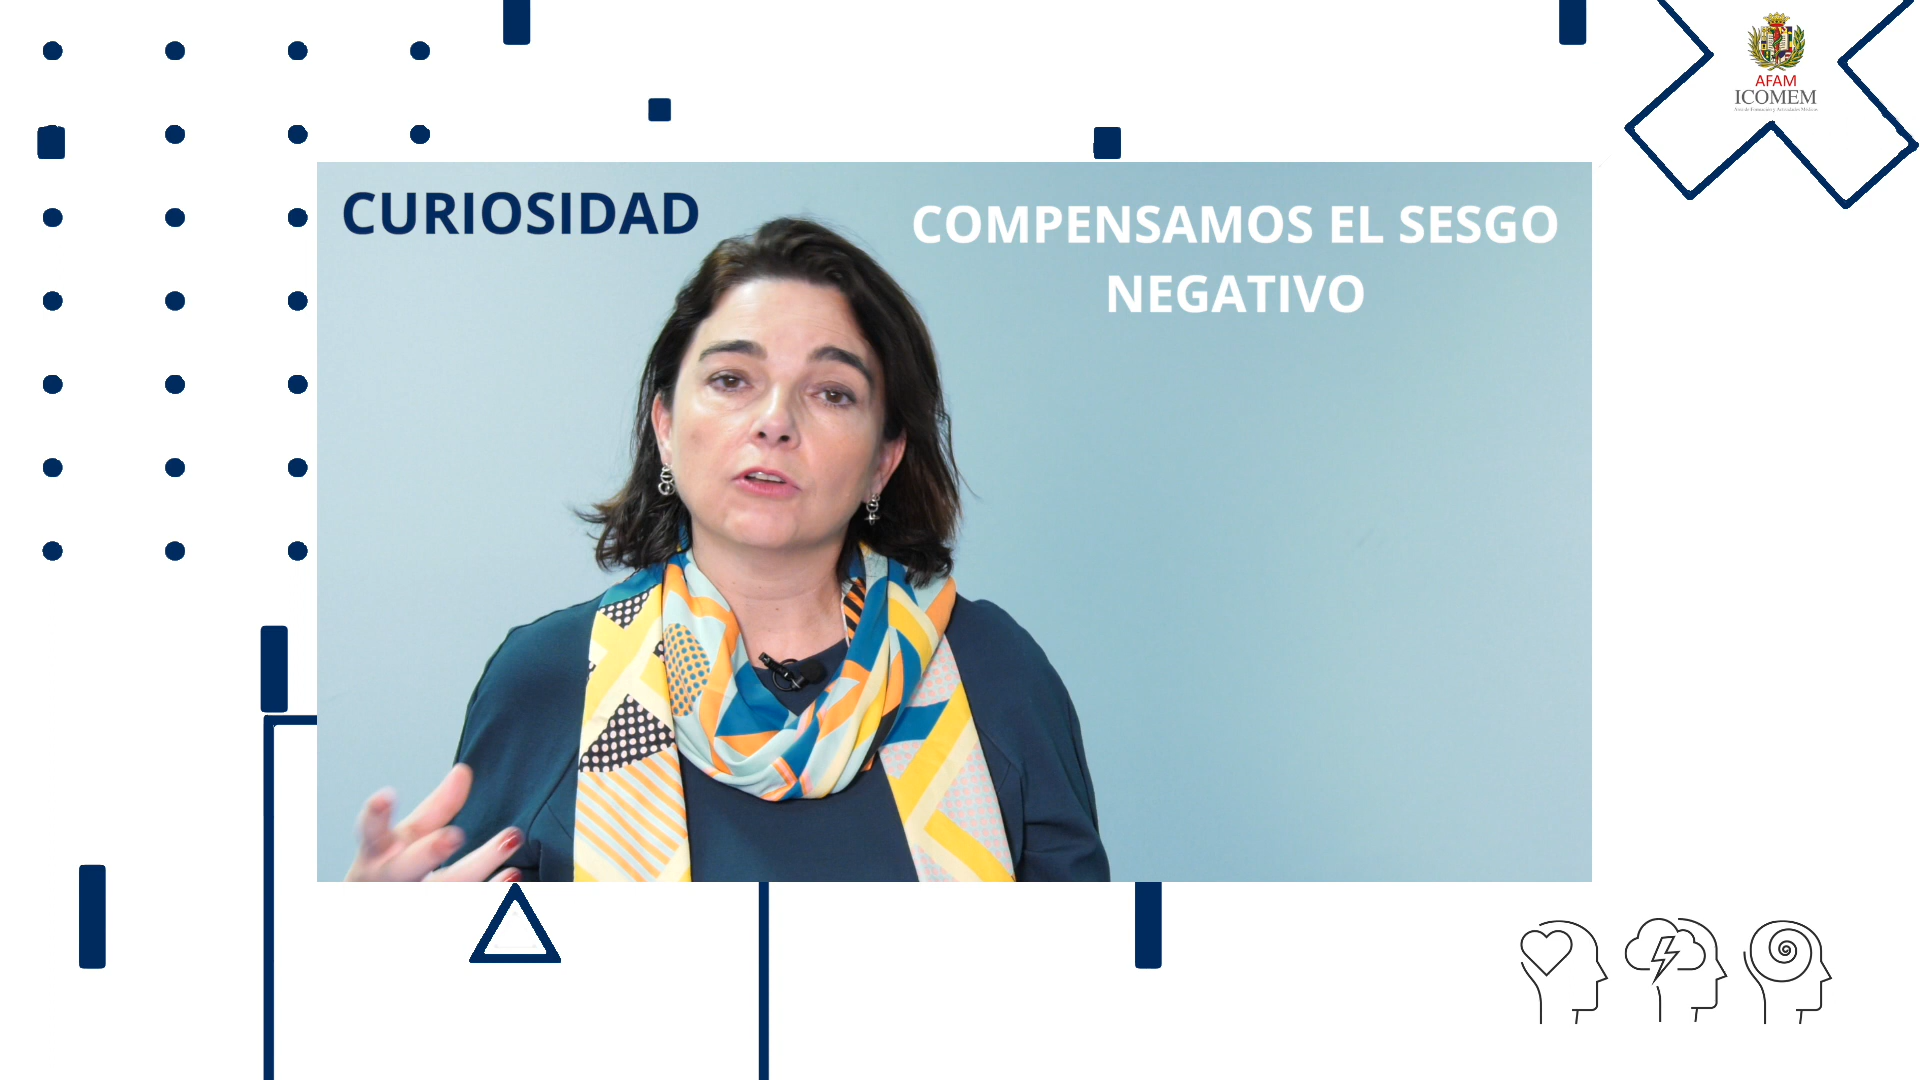 AFAM
ICOMEM
CURIOSIDAD
COMPENSAMOS EL SESGO
NEGATIVO